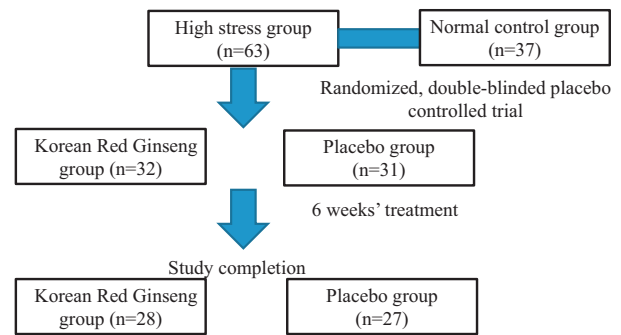 High stress group
(n=63)
Normal control group
(n=37)
Randomized, double-blinded placebo
controlled trial
Korean Red Ginseng
group (n=32)
Placebo group
(n=31)
6 weeks’ treatment
Study completion
Korean Red Ginseng
group (n=28)
Placebo group
(n=27)